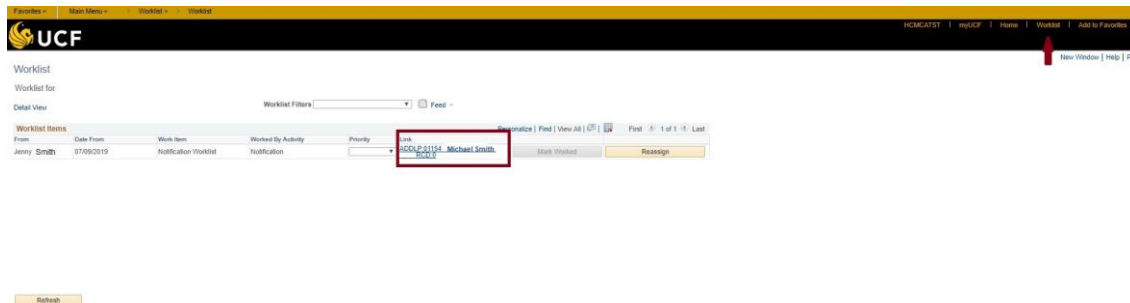 Favorites Main Menu > Worklist > Worklist
UCF
HCMCATST | myUCF | Home | Worklist | Add to Favorites
New Window | Help |
Worklist
Worklist for
Detail View
Worklist Filters Feed
Worklist Items
Personalize | Find | View All | First 1 of 1 Last
From Date From Work Item Worked By Activity Priority Link
Jenny Smith 07/09/2019 Notification Worklist Notification ADDLP:01154 Michael Smith Mark Worked Reassign
RCD:0
Refresh